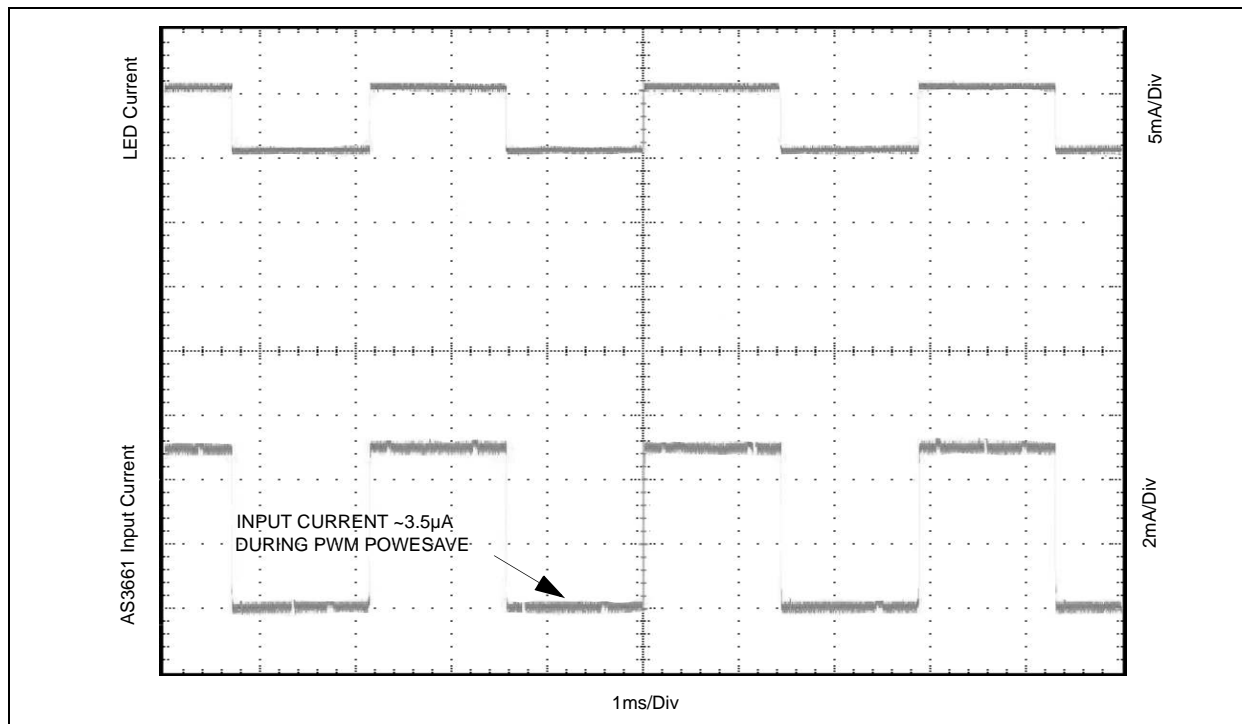 LED Current
5mA/Div
AS3661 Input Current
INPUT CURRENT ~3.5µA
DURING PWM POWESAVE
2mA/Div
1ms/Div